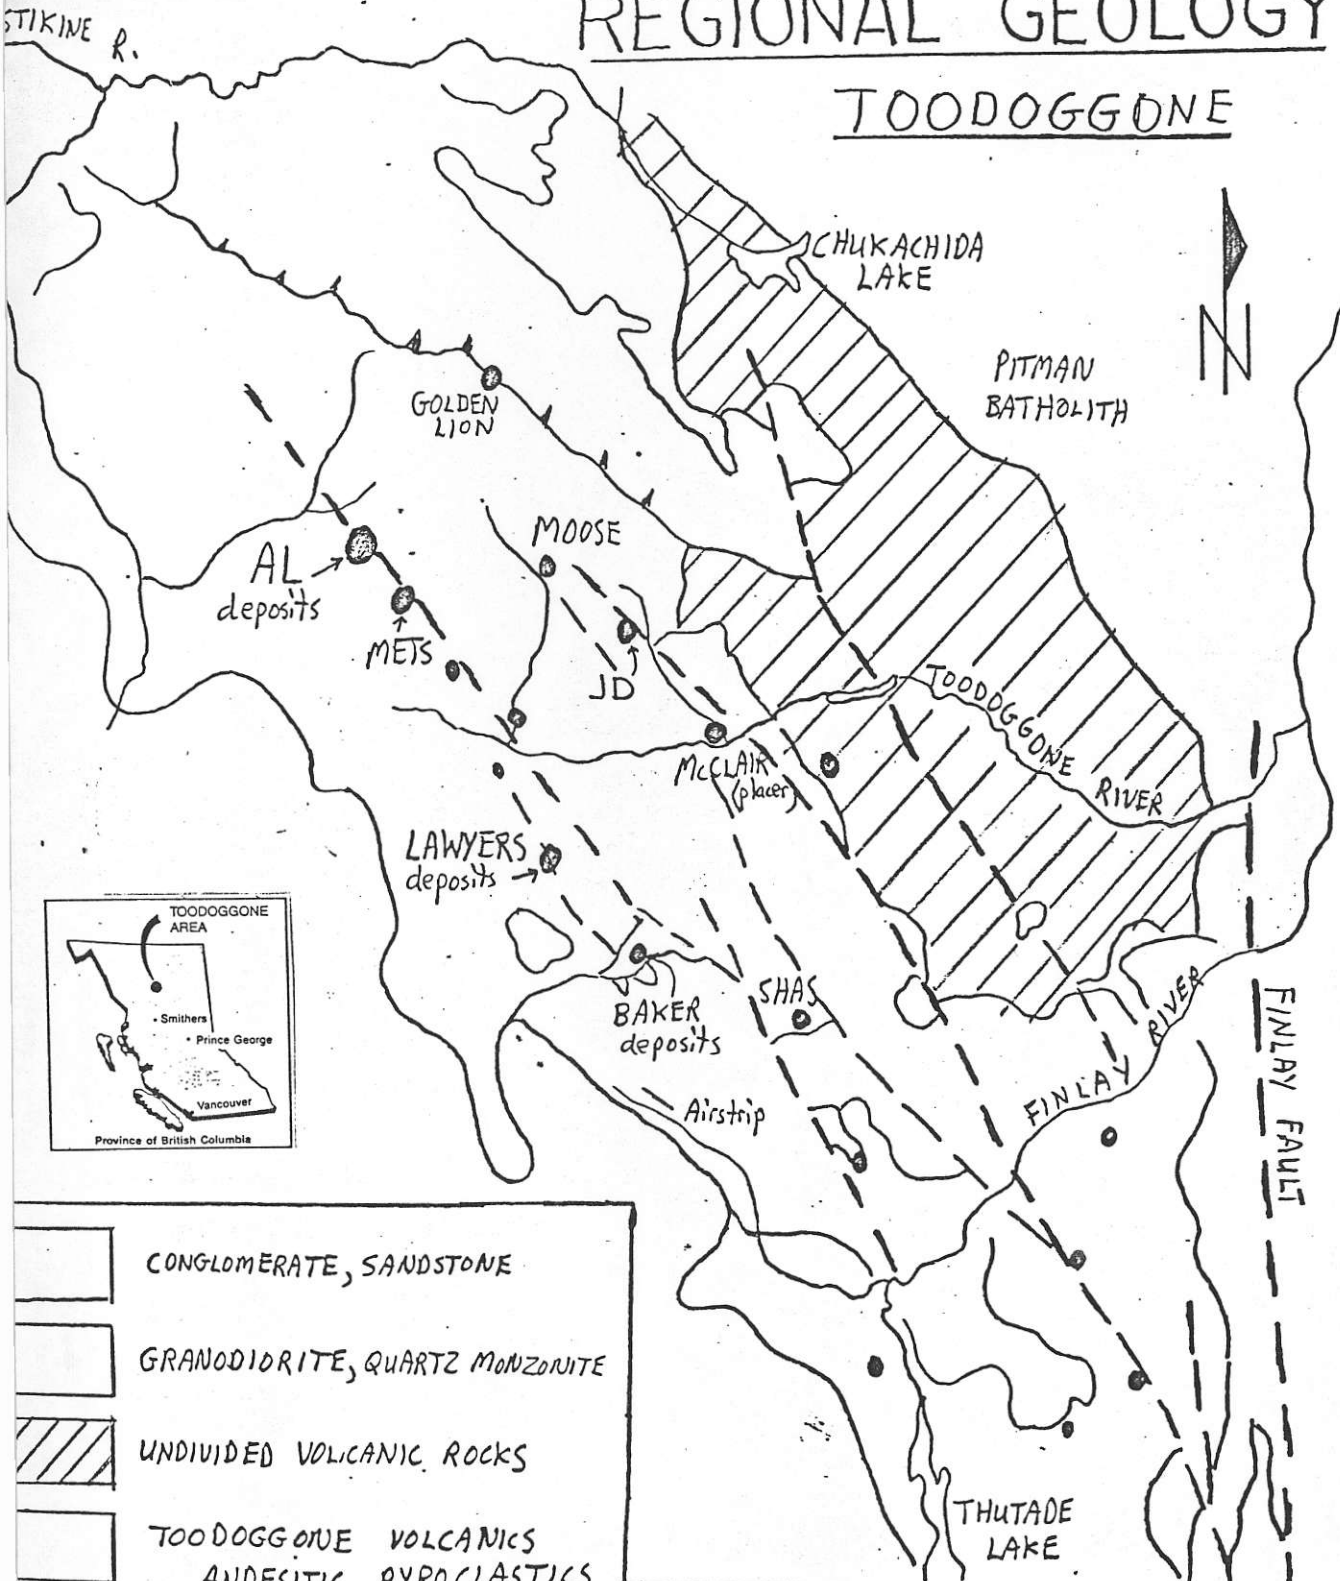 REGIONAL GEOLOGY
TOODOGGONE
STIKINE R.
CHUKACHIDA
LAKE
N
PITMAN
BATHOLITH
GOLDEN
LION
MOOSE
AL
deposits
METS
JD
TOODOGGONE RIVER
McCLAIR
(placer)
LAWYERS
deposits
TOODOGGONE
AREA
Smithers
Prince George
Vancouver
Province of British Columbia
SHAS
BAKER
deposits
Airstrip
FINLAY RIVER
FINLAY FAULT
THUTADE
LAKE
CONGLOMERATE, SANDSTONE
GRANODIORITE, QUARTZ MONZONITE
UNDIVIDED VOLCANIC ROCKS
TOODOGGONE VOLCANICS
ANDESITIC PYROCLASTICS